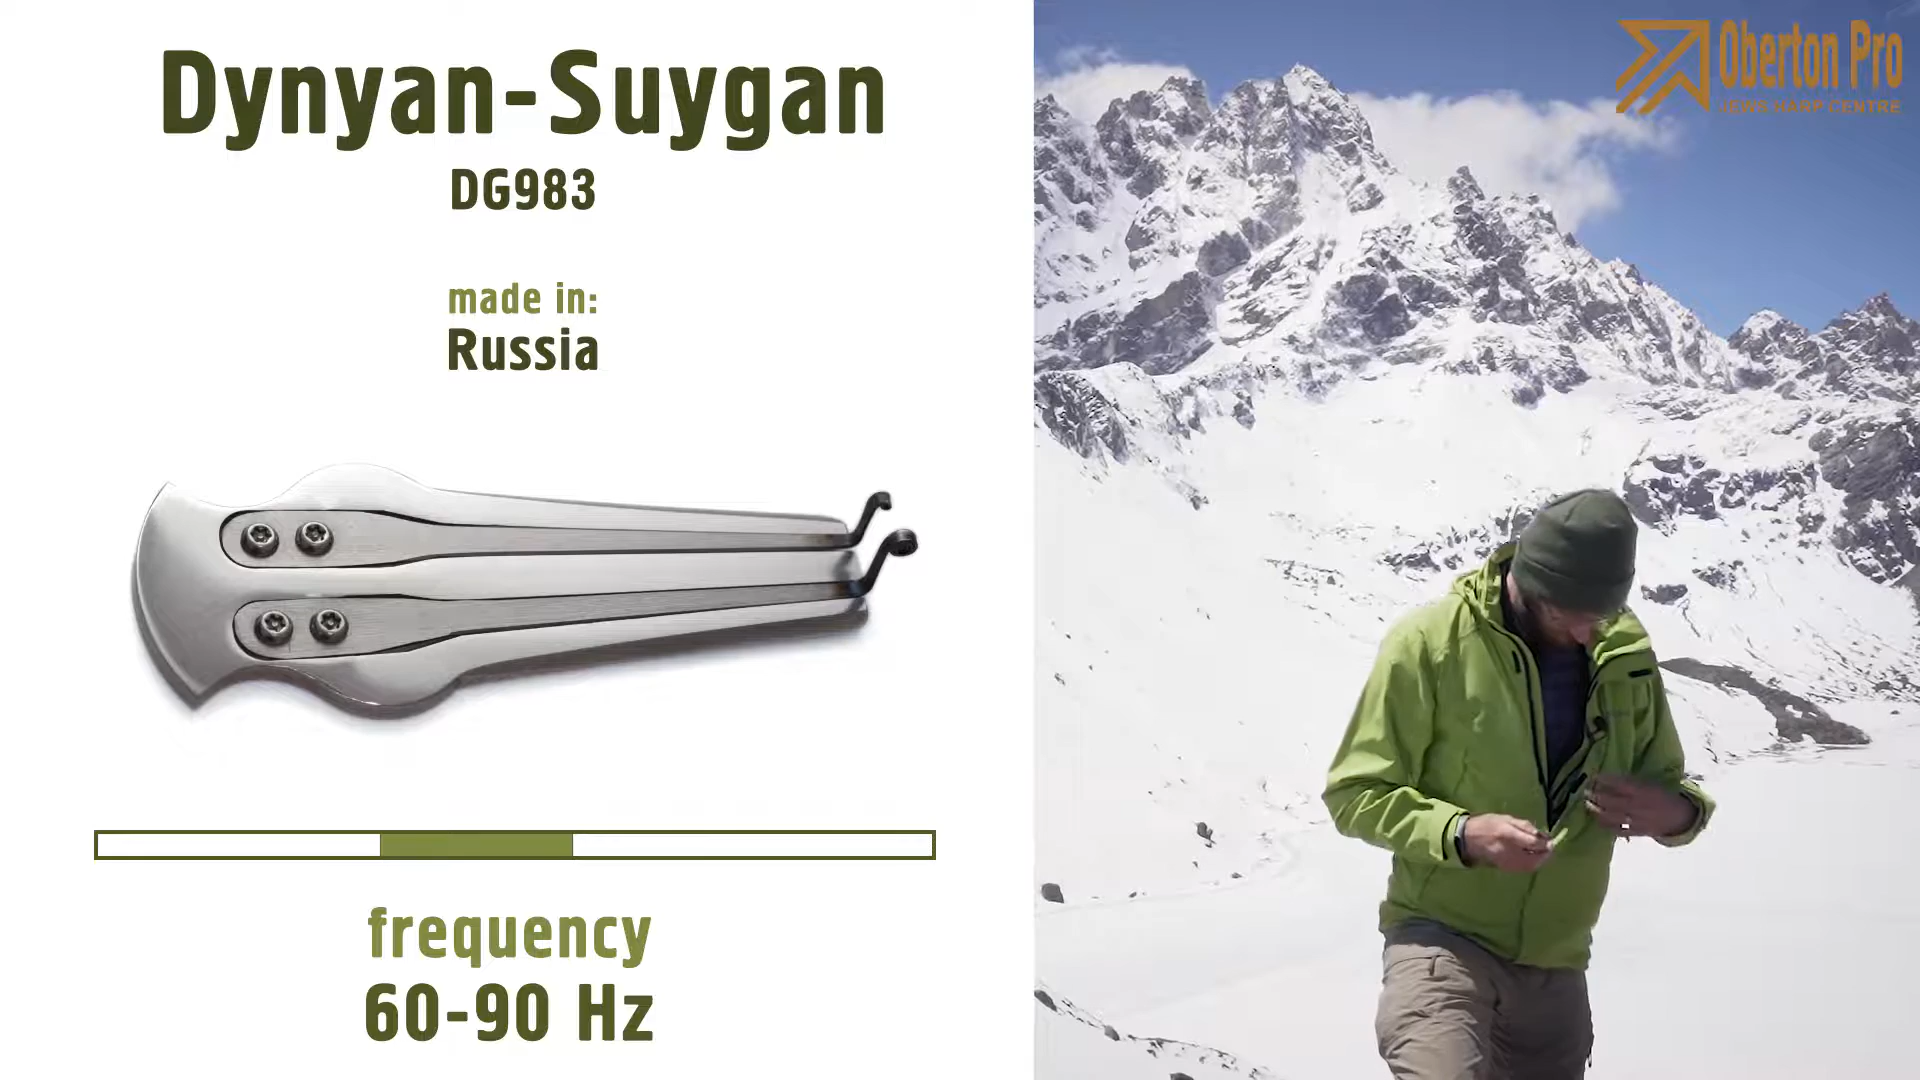 Dynyan-Suygan
DG983
made in:
Russia
frequency
60-90 Hz
Oberton Pro
JEWS HARP CENTRE